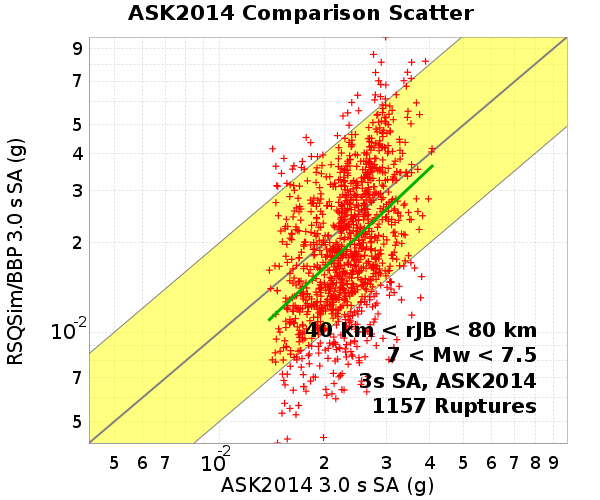 ASK2014 Comparison Scatter
RSQSim/BBP 3.0 s SA (g)
9
7
5
4
3
2
10-2
7
5
40 km < rJB < 80 km
7 < Mw < 7.5
3s SA, ASK2014
1157 Ruptures
5 6 7 10-2 2 3 4 5 6 7 8 9
ASK2014 3.0 s SA (g)